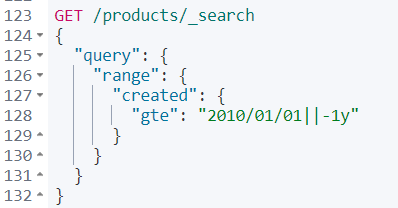 123 GET /products/_search
124 {
125   "query": {
126     "range": {
127       "created": {
128         "gte": "2010/01/01||-1y"
129       }
130     }
131   }
132 }